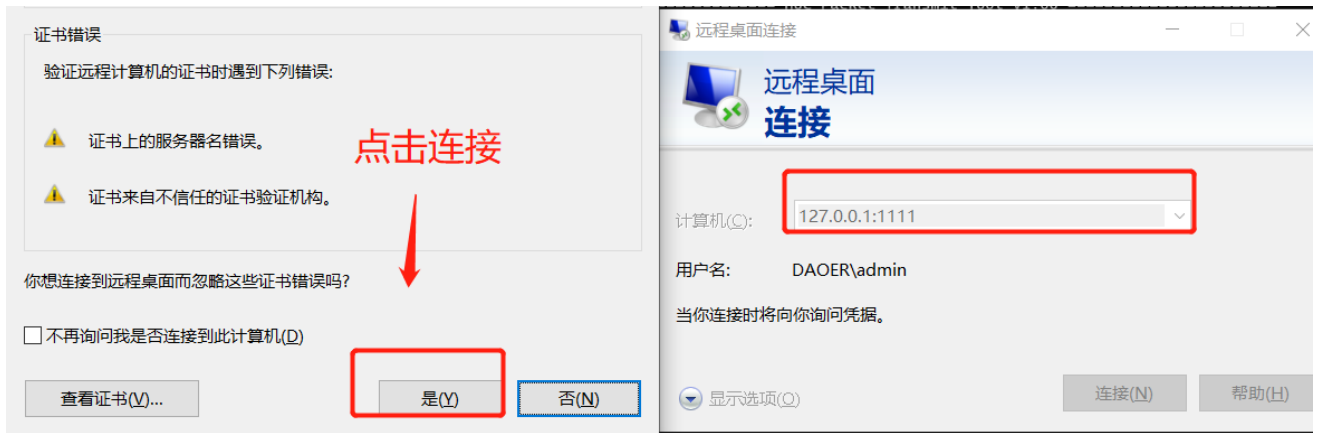 证书错误
验证远程计算机的证书时遇到下列错误:
证书上的服务器名错误。
证书来自不信任的证书验证机构。
点击连接
你想连接到远程桌面而忽略这些证书错误吗?
不再询问我是否连接到此计算机(D)
查看证书(V)...
是(Y)
否(N)
远程桌面连接
远程桌面
连接
计算机(C):
127.0.0.1:1111
用户名:
DAOER\admin
当你连接时将向你询问凭据。
显示选项(O)
连接(N)
帮助(H)